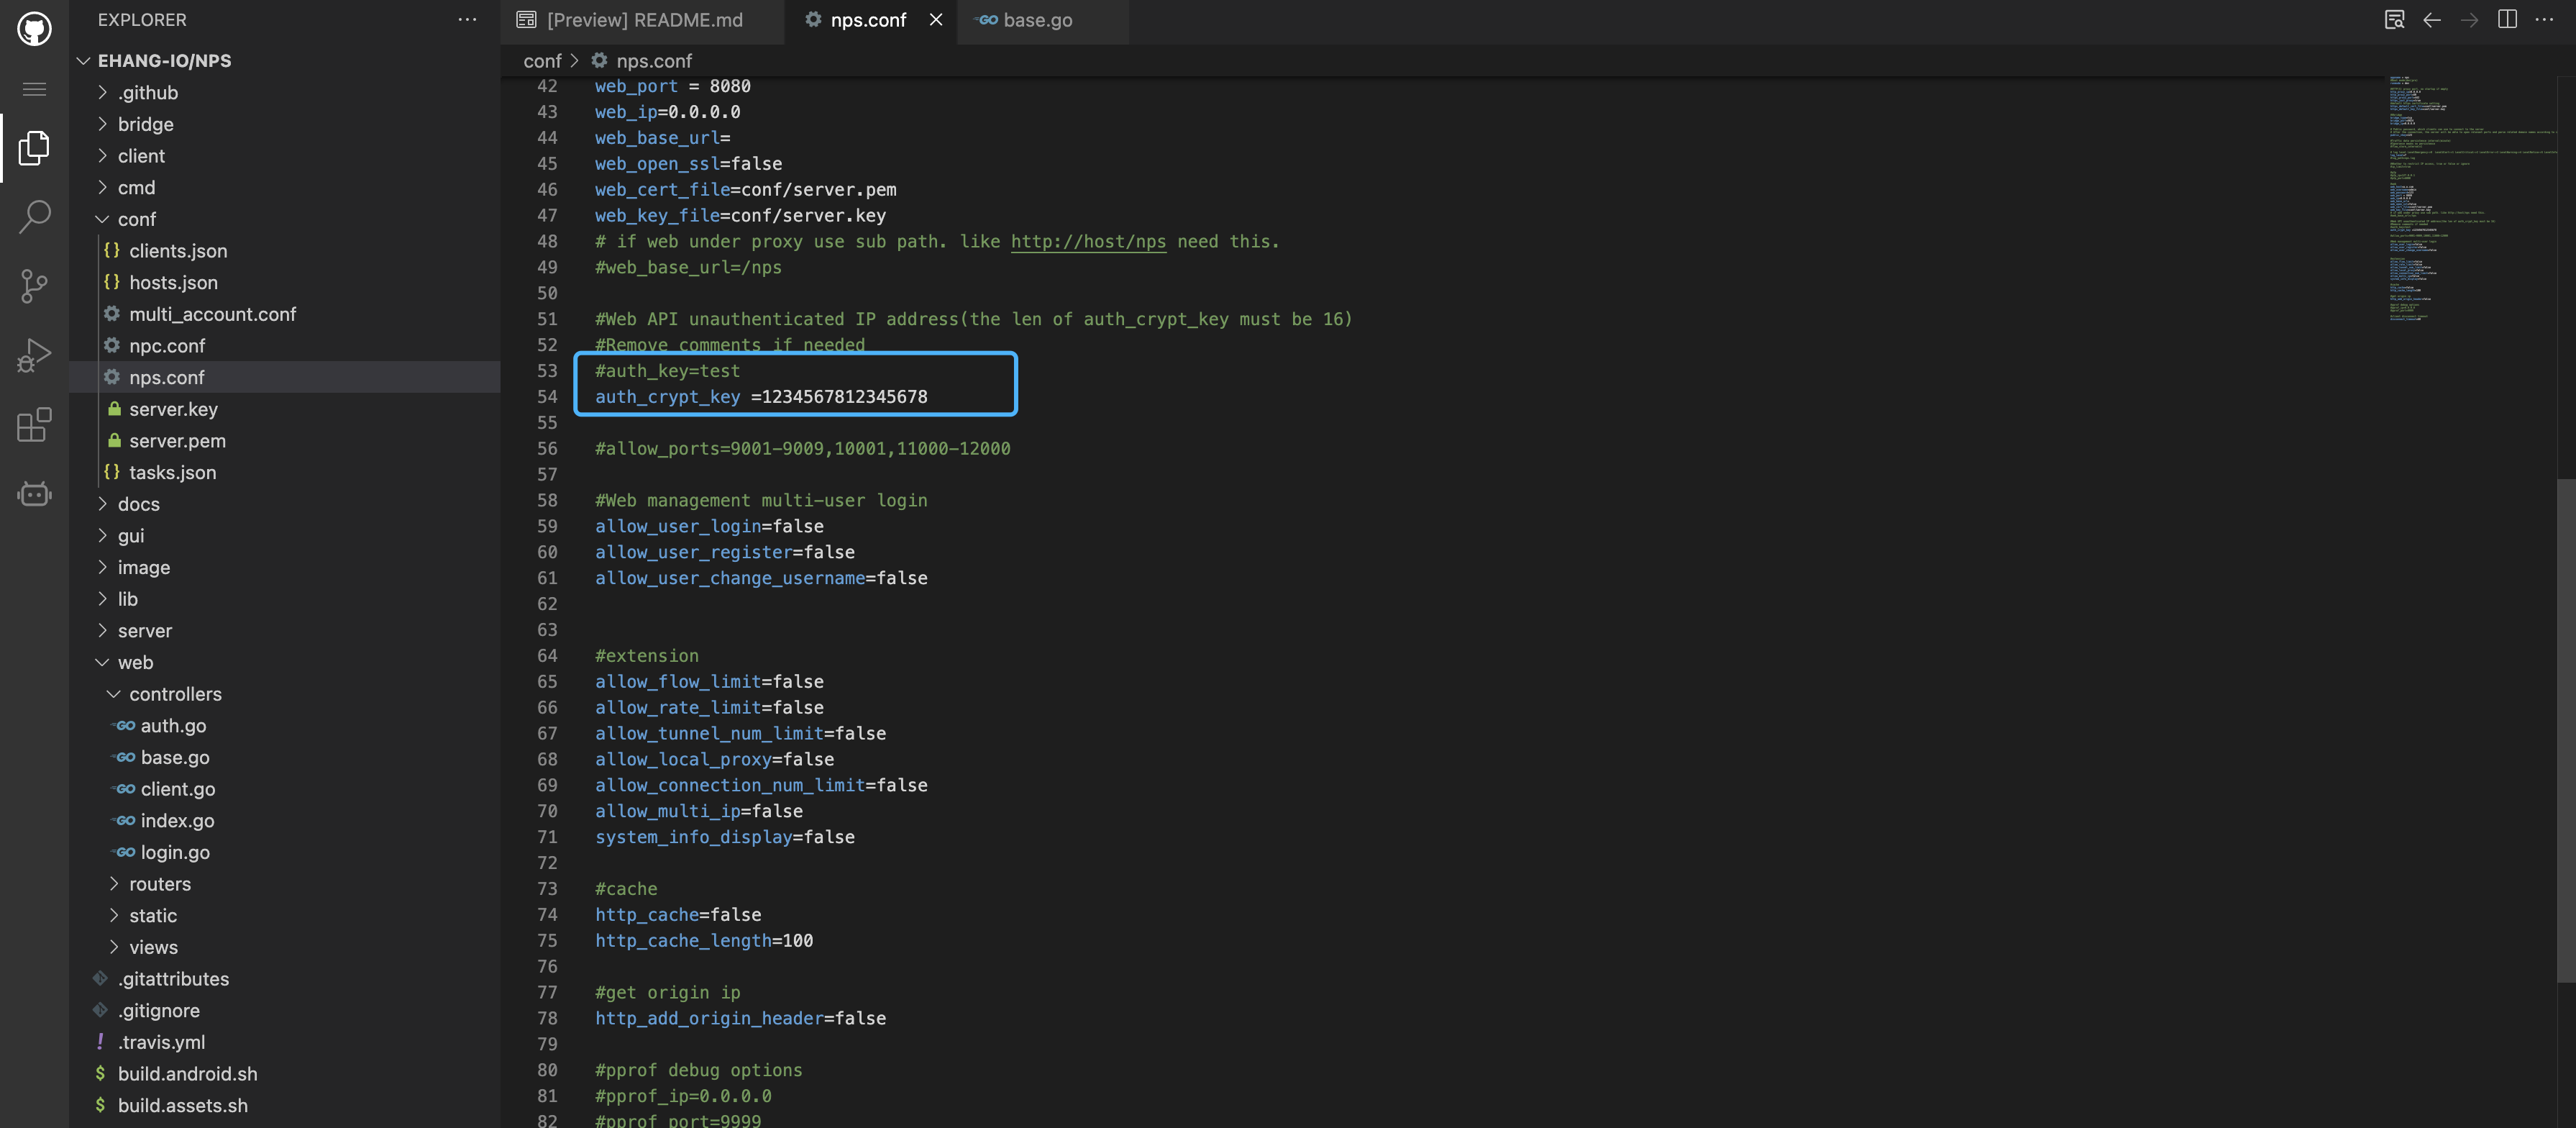 EXPLORER
EHANG-IO/NPS
.github
bridge
client
cmd
conf
{} clients.json
{} hosts.json
multi_account.conf
npc.conf
nps.conf
server.key
server.pem
{} tasks.json
docs
gui
image
lib
server
web
controllers
GO auth.go
GO base.go
GO client.go
GO index.go
GO login.go
routers
static
views
.gitattributes
.gitignore
! .travis.yml
$ build.android.sh
$ build.assets.sh
[Preview] README.md
nps.conf
GO base.go
conf > nps.conf
42 web_port = 8080
43 web_ip=0.0.0.0
44 web_base_url=
45 web_open_ssl=false
46 web_cert_file=conf/server.pem
47 web_key_file=conf/server.key
48 # if web under proxy use sub path. like http://host/nps need this.
49 #web_base_url=/nps
50
51 #Web API unauthenticated IP address(the len of auth_crypt_key must be 16)
52 #Remove comments if needed
53 #auth_key=test
54 auth_crypt_key =1234567812345678
55
56 #allow_ports=9001-9009,10001,11000-12000
57
58 #Web management multi-user login
59 allow_user_login=false
60 allow_user_register=false
61 allow_user_change_username=false
62
63
64 #extension
65 allow_flow_limit=false
66 allow_rate_limit=false
67 allow_tunnel_num_limit=false
68 allow_local_proxy=false
69 allow_connection_num_limit=false
70 allow_multi_ip=false
71 system_info_display=false
72
73 #cache
74 http_cache=false
75 http_cache_length=100
76
77 #get origin ip
78 http_add_origin_header=false
79
80 #pprof debug options
81 #pprof_ip=0.0.0.0
82 #pprof_port=9999